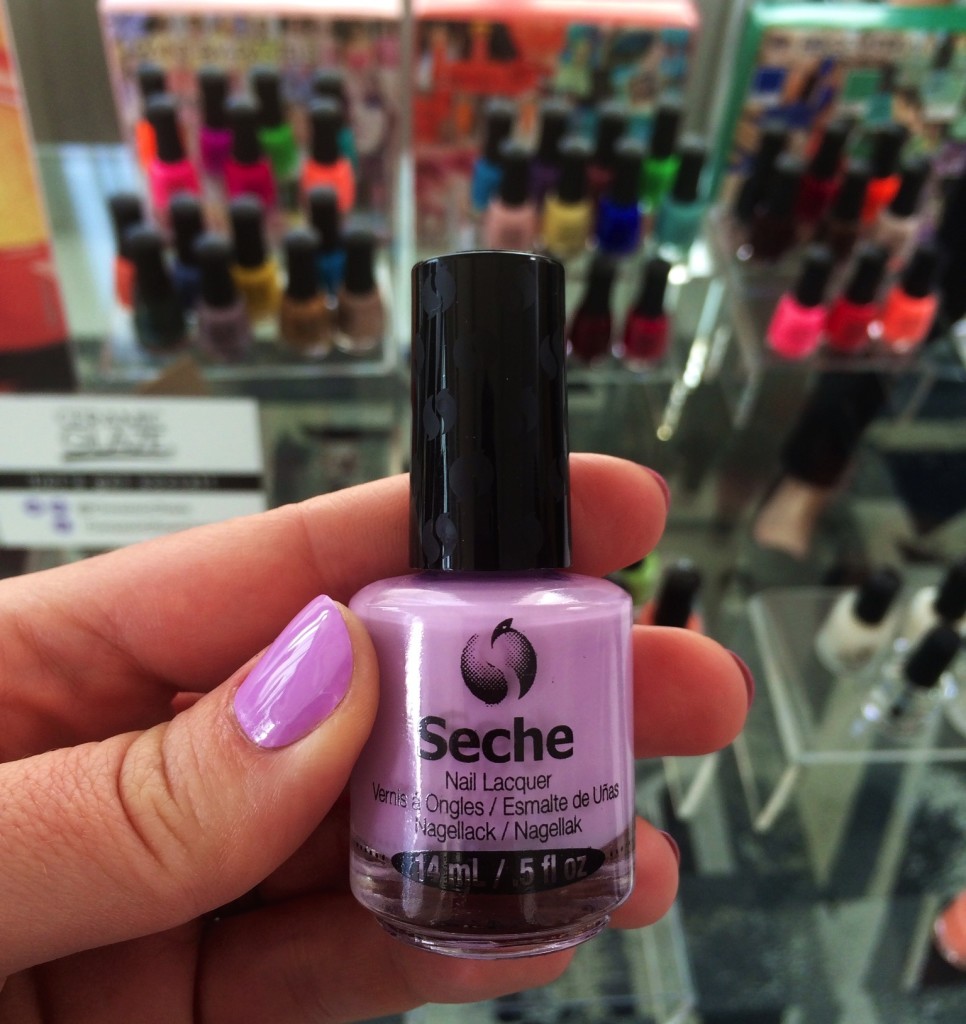 Seche
Nail Lacquer
Vernis à Ongles / Esmalte de Uñas
Nagellack / Nagellak
14 mL / .5 fl oz